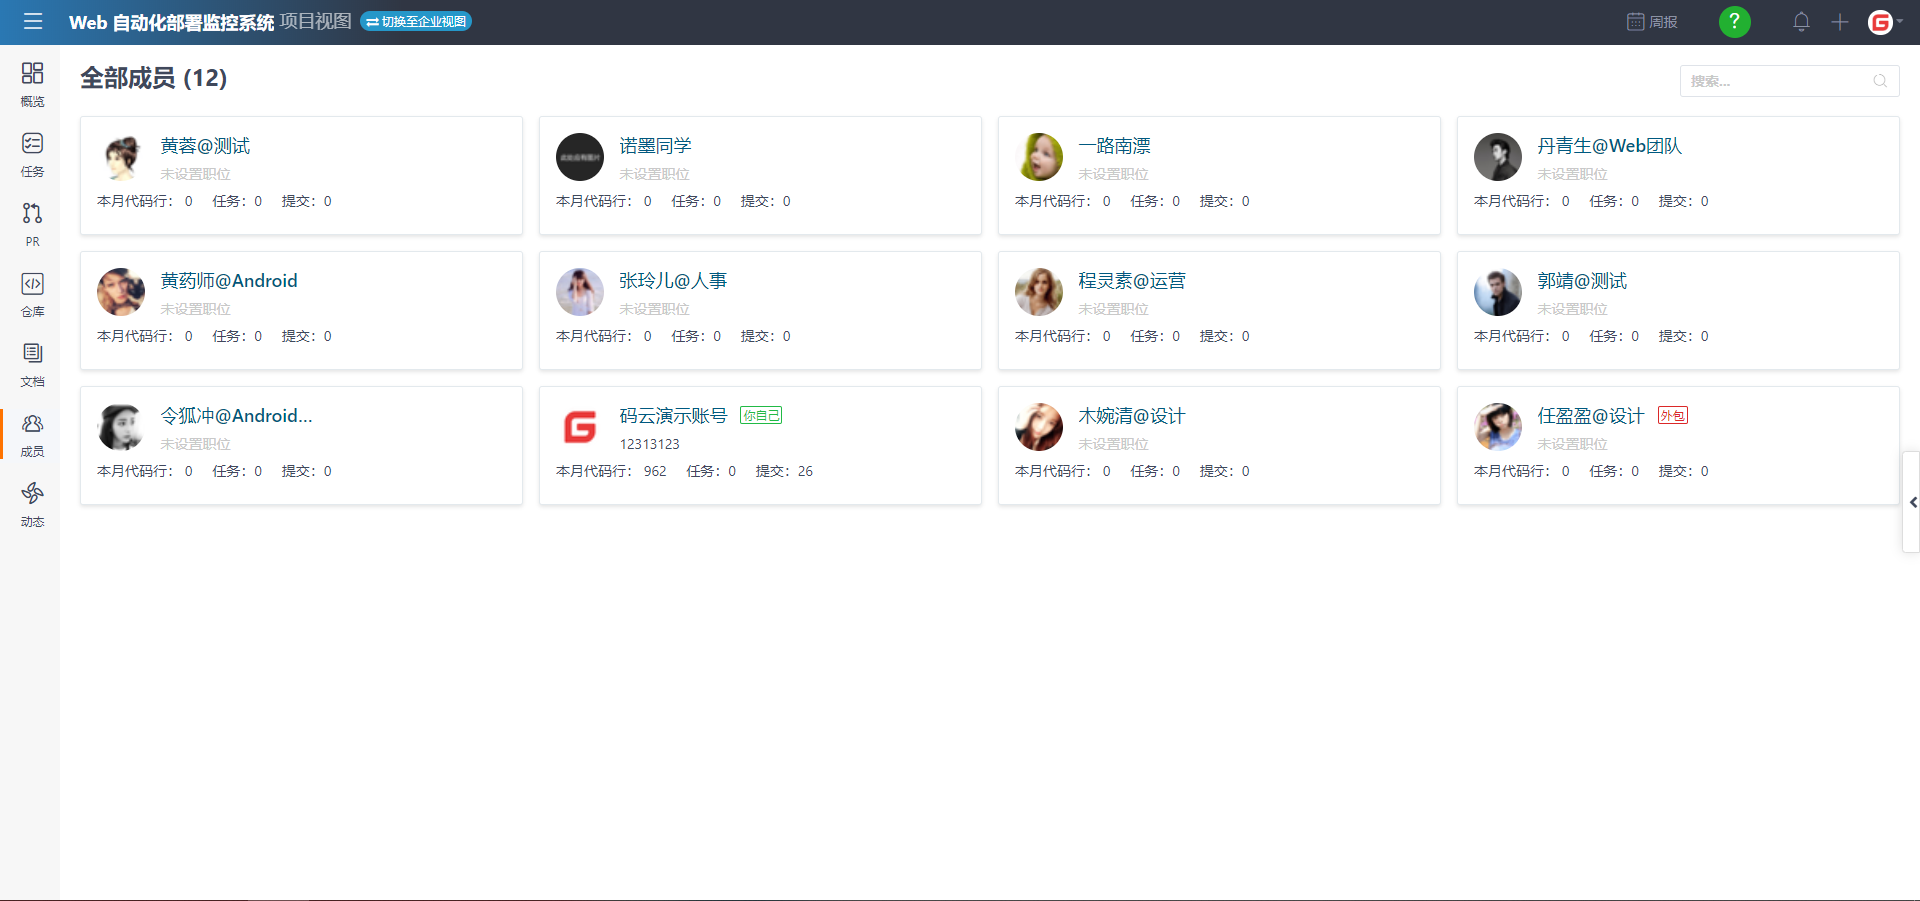 Web 自动化部署监控系统 项目视图 切换至企业视图 周报 ?
概览
任务
PR
仓库
文档
成员
动态
全部成员 (12)
搜索...
黄蓉@测试
未设置职位
本月代码行: 0 任务: 0 提交: 0
诺墨同学
未设置职位
本月代码行: 0 任务: 0 提交: 0
一路南漂
未设置职位
本月代码行: 0 任务: 0 提交: 0
丹青生@Web团队
未设置职位
本月代码行: 0 任务: 0 提交: 0
黄药师@Android
未设置职位
本月代码行: 0 任务: 0 提交: 0
张玲儿@人事
未设置职位
本月代码行: 0 任务: 0 提交: 0
程灵素@运营
未设置职位
本月代码行: 0 任务: 0 提交: 0
郭靖@测试
未设置职位
本月代码行: 0 任务: 0 提交: 0
令狐冲@Android...
未设置职位
本月代码行: 0 任务: 0 提交: 0
码云演示账号 你自己
12313123
本月代码行: 962 任务: 0 提交: 26
木婉清@设计
未设置职位
本月代码行: 0 任务: 0 提交: 0
任盈盈@设计 外包
未设置职位
本月代码行: 0 任务: 0 提交: 0